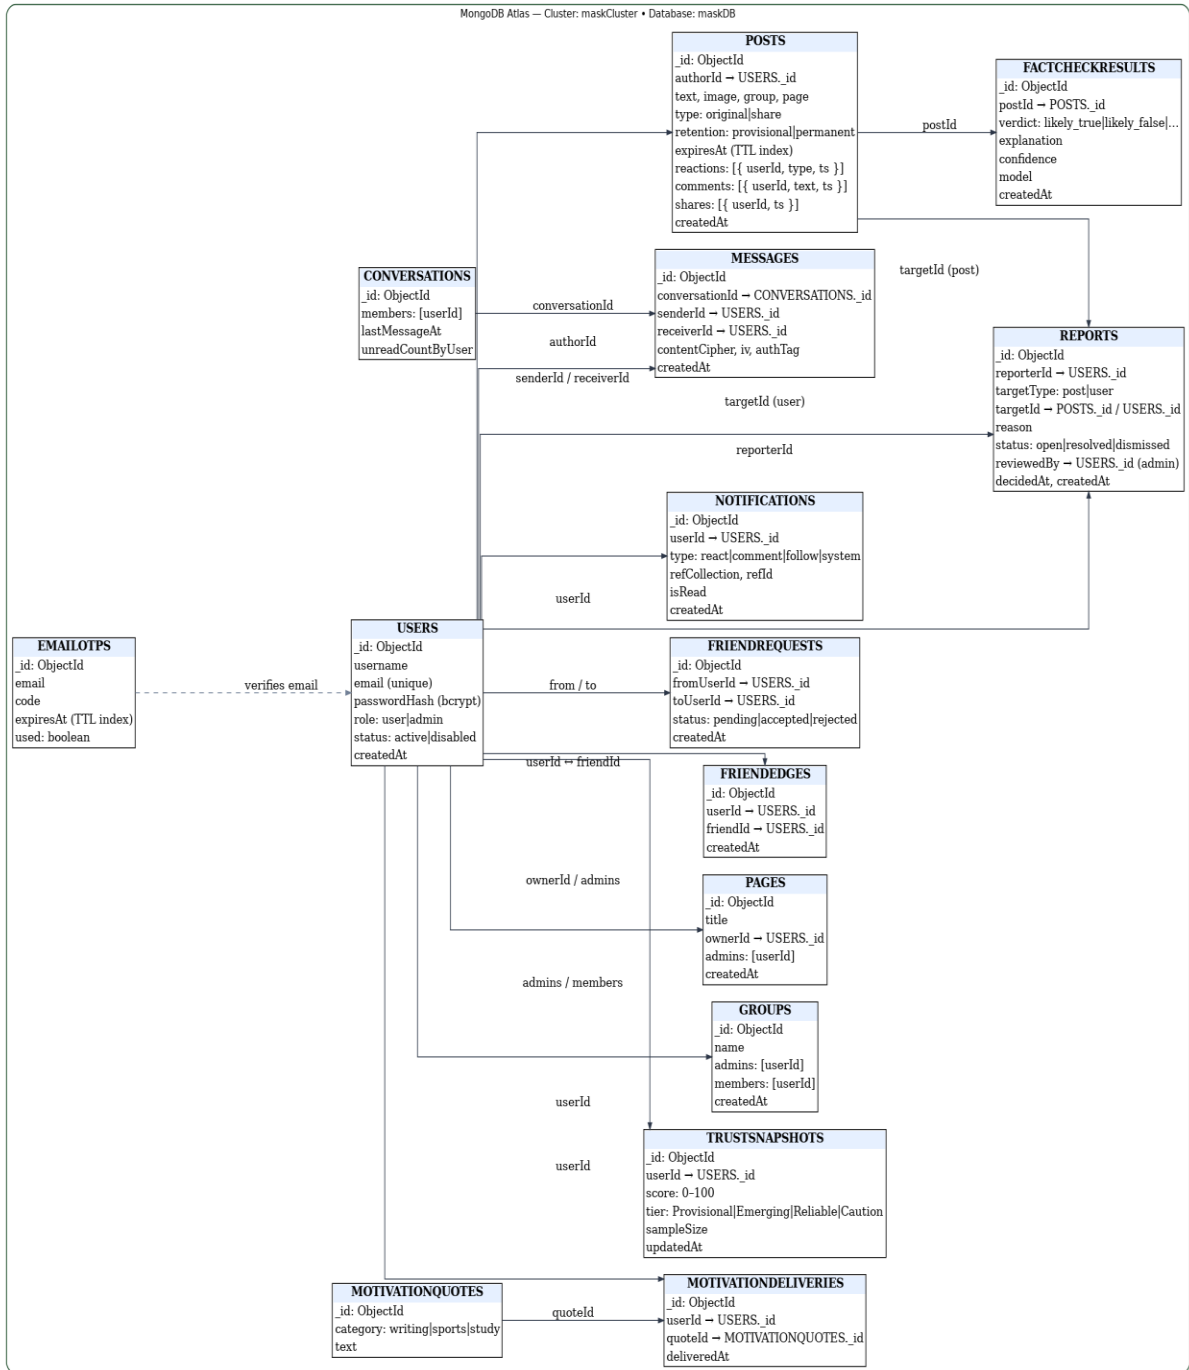 MongoDB Atlas — Cluster: maskCluster • Database: maskDB
POSTS
_id: ObjectId
authorId → USERS._id
text, image, group, page
type: original|share
retention: provisional|permanent
expiresAt (TTL index)
reactions: [{ userId, type, ts }]
comments: [{ userId, text, ts }]
shares: [{ userId, ts }]
createdAt
postId
FACTCHECKRESULTS
_id: ObjectId
postId → POSTS._id
verdict: likely_true|likely_false|...
explanation
confidence
model
createdAt
CONVERSATIONS
_id: ObjectId
members: [userId]
lastMessageAt
unreadCountByUser
conversationId
authorId
senderId / receiverId
MESSAGES
_id: ObjectId
conversationId → CONVERSATIONS._id
senderId → USERS._id
receiverId → USERS._id
contentCipher, iv, authTag
createdAt
targetId (post)
targetId (user)
reporterId
REPORTS
_id: ObjectId
reporterId → USERS._id
targetType: post|user
targetId → POSTS._id / USERS._id
reason
status: open|resolved|dismissed
reviewedBy → USERS._id (admin)
decidedAt, createdAt
NOTIFICATIONS
_id: ObjectId
userId → USERS._id
type: react|comment|follow|system
refCollection, refId
isRead
createdAt
userId
EMAILOTPS
_id: ObjectId
email
code
expiresAt (TTL index)
used: boolean
verifies email
USERS
_id: ObjectId
username
email (unique)
passwordHash (bcrypt)
role: user|admin
status: active|disabled
createdAt
from / to
FRIENDREQUESTS
_id: ObjectId
fromUserId → USERS._id
toUserId → USERS._id
status: pending|accepted|rejected
createdAt
userId ↔ friendId
FRIENDEDGES
_id: ObjectId
userId → USERS._id
friendId → USERS._id
createdAt
ownerId / admins
PAGES
_id: ObjectId
title
ownerId → USERS._id
admins: [userId]
createdAt
admins / members
GROUPS
_id: ObjectId
name
admins: [userId]
members: [userId]
createdAt
userId
userId
TRUSTSNAPSHOTS
_id: ObjectId
userId → USERS._id
score: 0–100
tier: Provisional|Emerging|Reliable|Caution
sampleSize
updatedAt
MOTIVATIONQUOTES
_id: ObjectId
category: writing|sports|study
text
quoteId
MOTIVATIONDELIVERIES
_id: ObjectId
userId → USERS._id
quoteId → MOTIVATIONQUOTES._id
deliveredAt